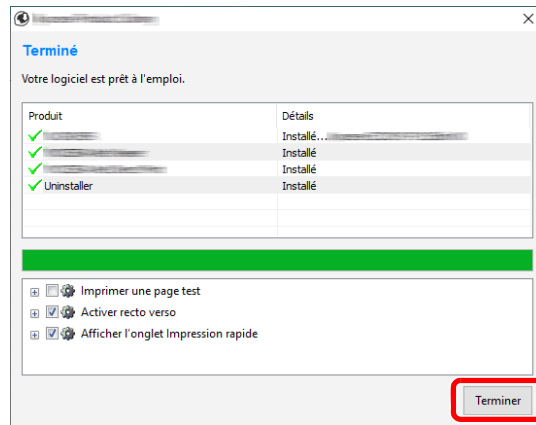 Terminé
Votre logiciel est prêt à l'emploi.
Produit Détails
Installé...
Installé
Installé
Uninstaller Installé
Imprimer une page test
Activer recto verso
Afficher l'onglet Impression rapide
Terminer